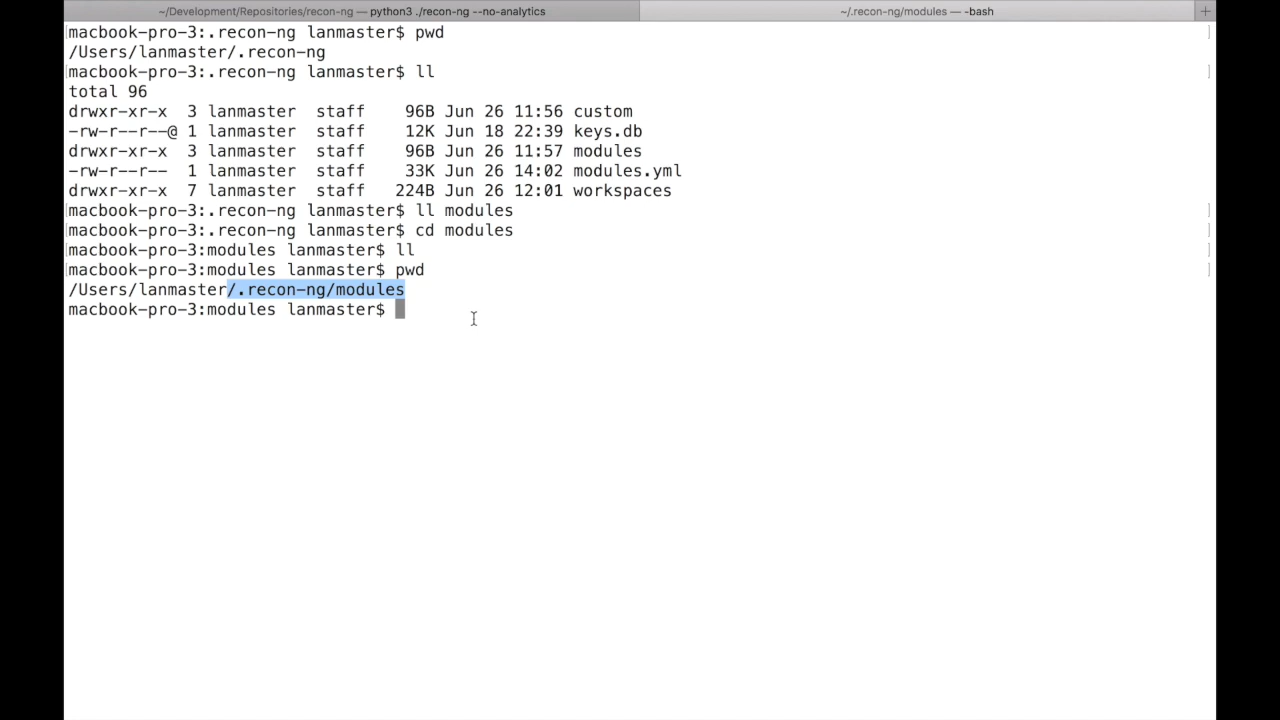 ~/Development/Repositories/recon-ng — python3 ./recon-ng --no-analytics
~/.recon-ng/modules — -bash
+
macbook-pro-3:.recon-ng lanmaster$ pwd
/Users/lanmaster/.recon-ng
macbook-pro-3:.recon-ng lanmaster$ ll
total 96
drwxr-xr-x  3 lanmaster  staff    96B Jun 26 11:56 custom
-rw-r--r--@ 1 lanmaster  staff    12K Jun 18 22:39 keys.db
drwxr-xr-x  3 lanmaster  staff    96B Jun 26 11:57 modules
-rw-r--r--  1 lanmaster  staff    33K Jun 26 14:02 modules.yml
drwxr-xr-x  7 lanmaster  staff   224B Jun 26 12:01 workspaces
macbook-pro-3:.recon-ng lanmaster$ ll modules
macbook-pro-3:.recon-ng lanmaster$ cd modules
macbook-pro-3:modules lanmaster$ ll
macbook-pro-3:modules lanmaster$ pwd
/Users/lanmaster/.recon-ng/modules
macbook-pro-3:modules lanmaster$